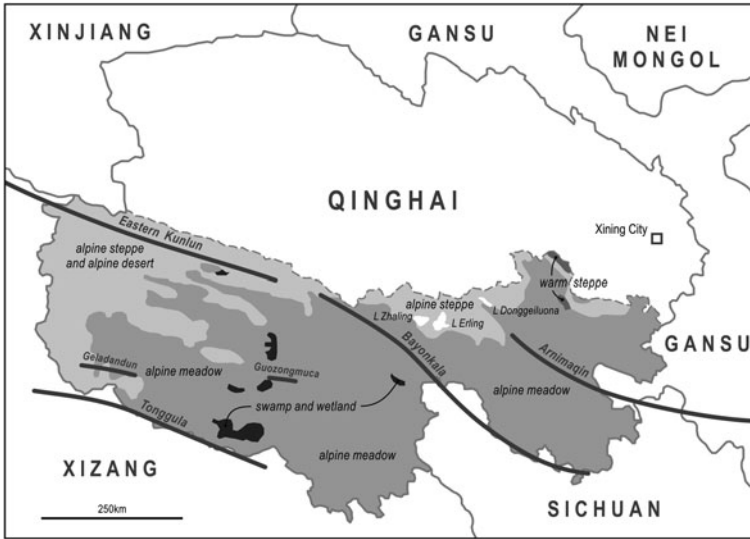 XINJIANG
GANSU
NEI
MONGOL
QINGHAI
Xining City
Eastern Kunlun
alpine steppe
and alpine desert
warm steppe
alpine steppe
L Zhaling
L Erling
L Donggeiluona
GANSU
Bayonkala
Arnimaqin
Geladandun
alpine meadow
Guozongmuca
alpine meadow
swamp and wetland
Tonggula
alpine meadow
XIZANG
SICHUAN
250km